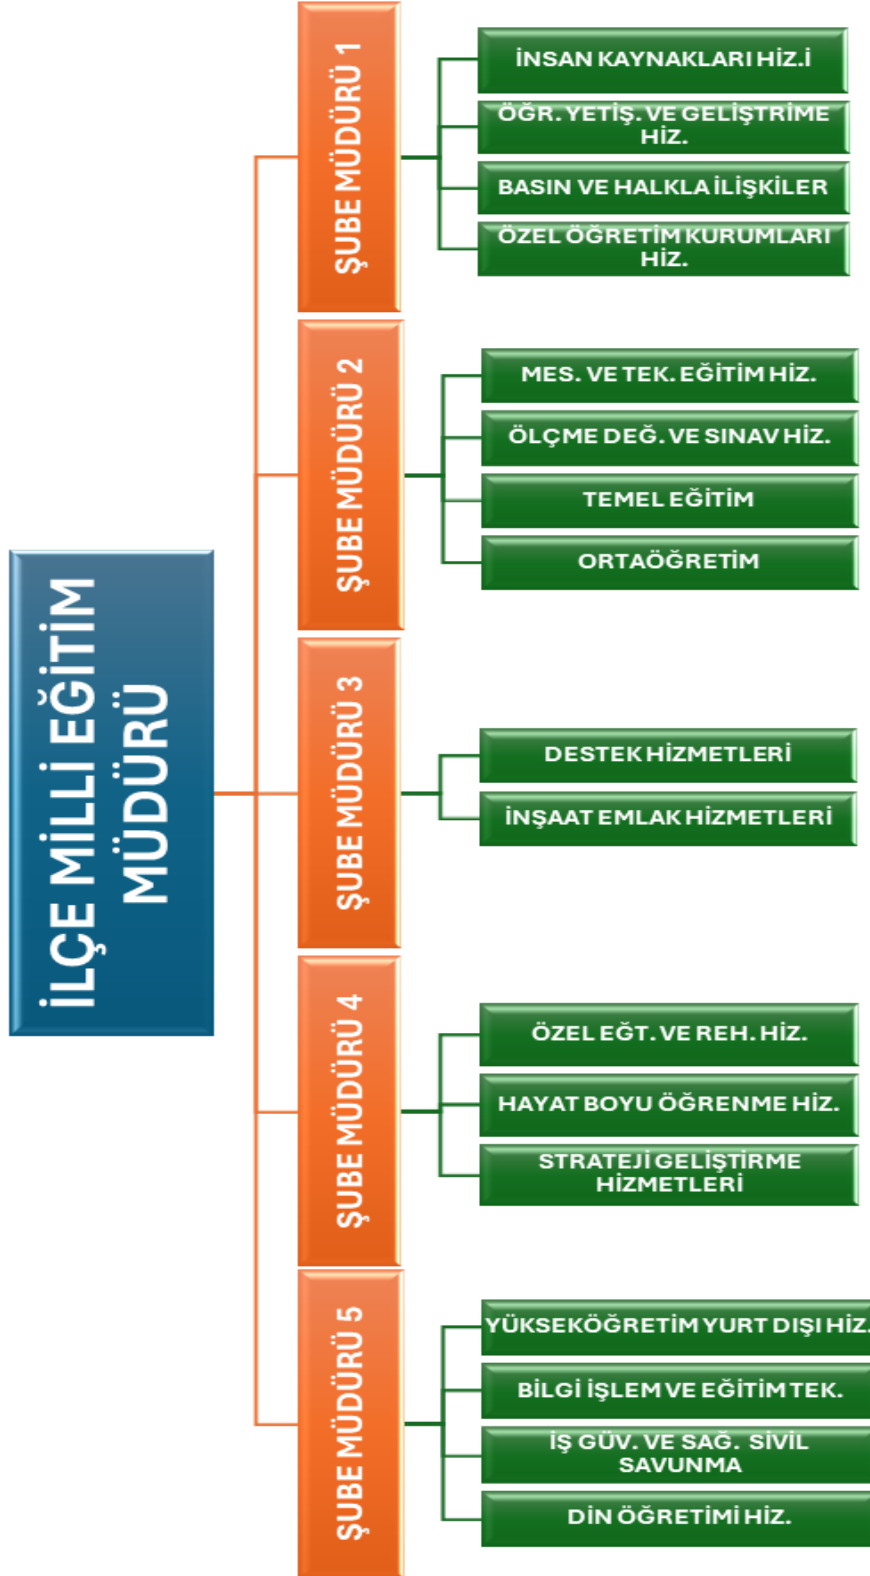 İLÇE MİLLİ EĞİTİM
MÜDÜRÜ
ŞUBE MÜDÜRÜ 1
İNSAN KAYNAKLARI HİZ.İ
ÖĞR. YETİŞ. VE GELİŞTRİME
HİZ.
BASIN VE HALKLA İLİŞKİLER
ÖZEL ÖĞRETİM KURUMLARI
HİZ.
ŞUBE MÜDÜRÜ 2
MES. VE TEK. EĞİTİM HİZ.
ÖLÇME DEĞ. VE SINAV HİZ.
TEMEL EĞİTİM
ORTAÖĞRETİM
ŞUBE MÜDÜRÜ 3
DESTEK HİZMETLERİ
İNŞAAT EMLAK HİZMETLERİ
ŞUBE MÜDÜRÜ 4
ÖZEL EĞT. VE REH. HİZ.
HAYAT BOYU ÖĞRENME HİZ.
STRATEJİ GELİŞTİRME
HİZMETLERİ
ŞUBE MÜDÜRÜ 5
YÜKSEKÖĞRETİM YURT DIŞI HİZ.
BİLGİ İŞLEM VE EĞİTİM TEK.
İŞ GÜV. VE SAĞ. SİVİL
SAVUNMA
DİN ÖĞRETİMİ HİZ.